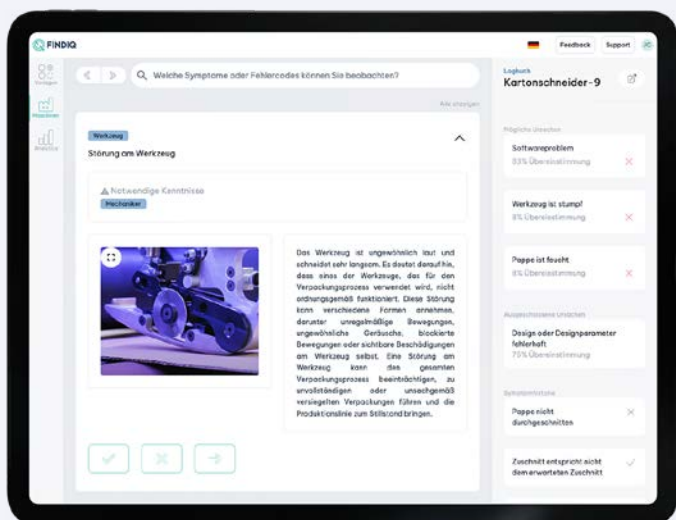 FINDIQ
Feedback
Support
Welche Symptome oder Fehlercodes können Sie beobachten?
Alle anzeigen
Maschinen
Analytics
Werkzeug
Störung am Werkzeug
Notwendige Kenntnisse
Mechaniker
Das Werkzeug ist ungewöhnlich laut und
schneidet sehr langsam. Es deutet darauf hin,
dass eines der Werkzeuge, das für den
Verpackungsprozess verwendet wird, nicht
ordnungsgemäß funktioniert. Diese Störung
kann verschiedene Formen annehmen,
darunter unregelmäßige Bewegungen,
ungewöhnliche Geräusche, blockierte
Bewegungen oder sichtbare Beschädigungen
am Werkzeug selbst. Eine Störung am
Werkzeug kann den gesamten
Verpackungsprozess beeinträchtigen, zu
unvollständigen oder unsachgemäß
versiegelten Verpackungen führen und die
Produktionslinie zum Stillstand bringen.
Logbuch
Kartonschneider-9
Mögliche Ursachen
Softwareproblem
Übereinstimmung
Werkzeug ist stumpf
Übereinstimmung
Pappe ist feucht
Übereinstimmung
Ausgeschlossene Ursachen
Design oder Designparameter
fehlerhaft
Übereinstimmung
Pappe nicht
durchgeschnitten
Zuschnitt entspricht nicht
dem erwarteten Zuschnitt